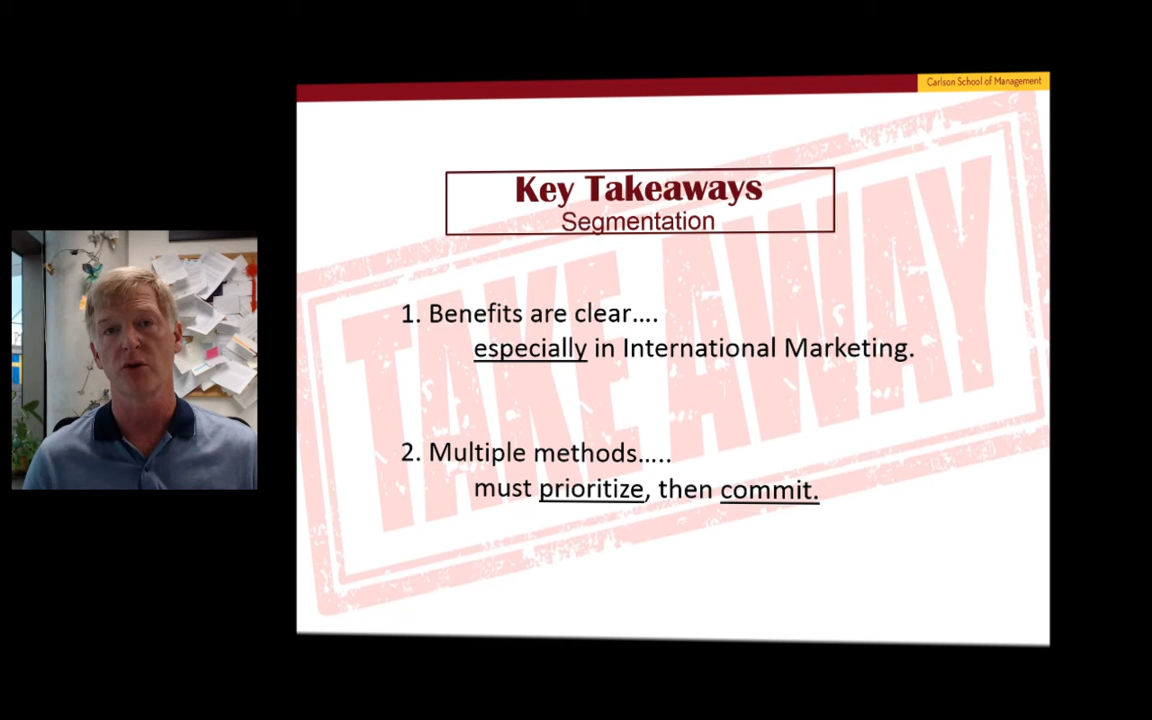 Carlson School of Management
Key Takeaways
Segmentation
TAKE AWAY
1. Benefits are clear....
especially in International Marketing.
2. Multiple methods.....
must prioritize, then commit.